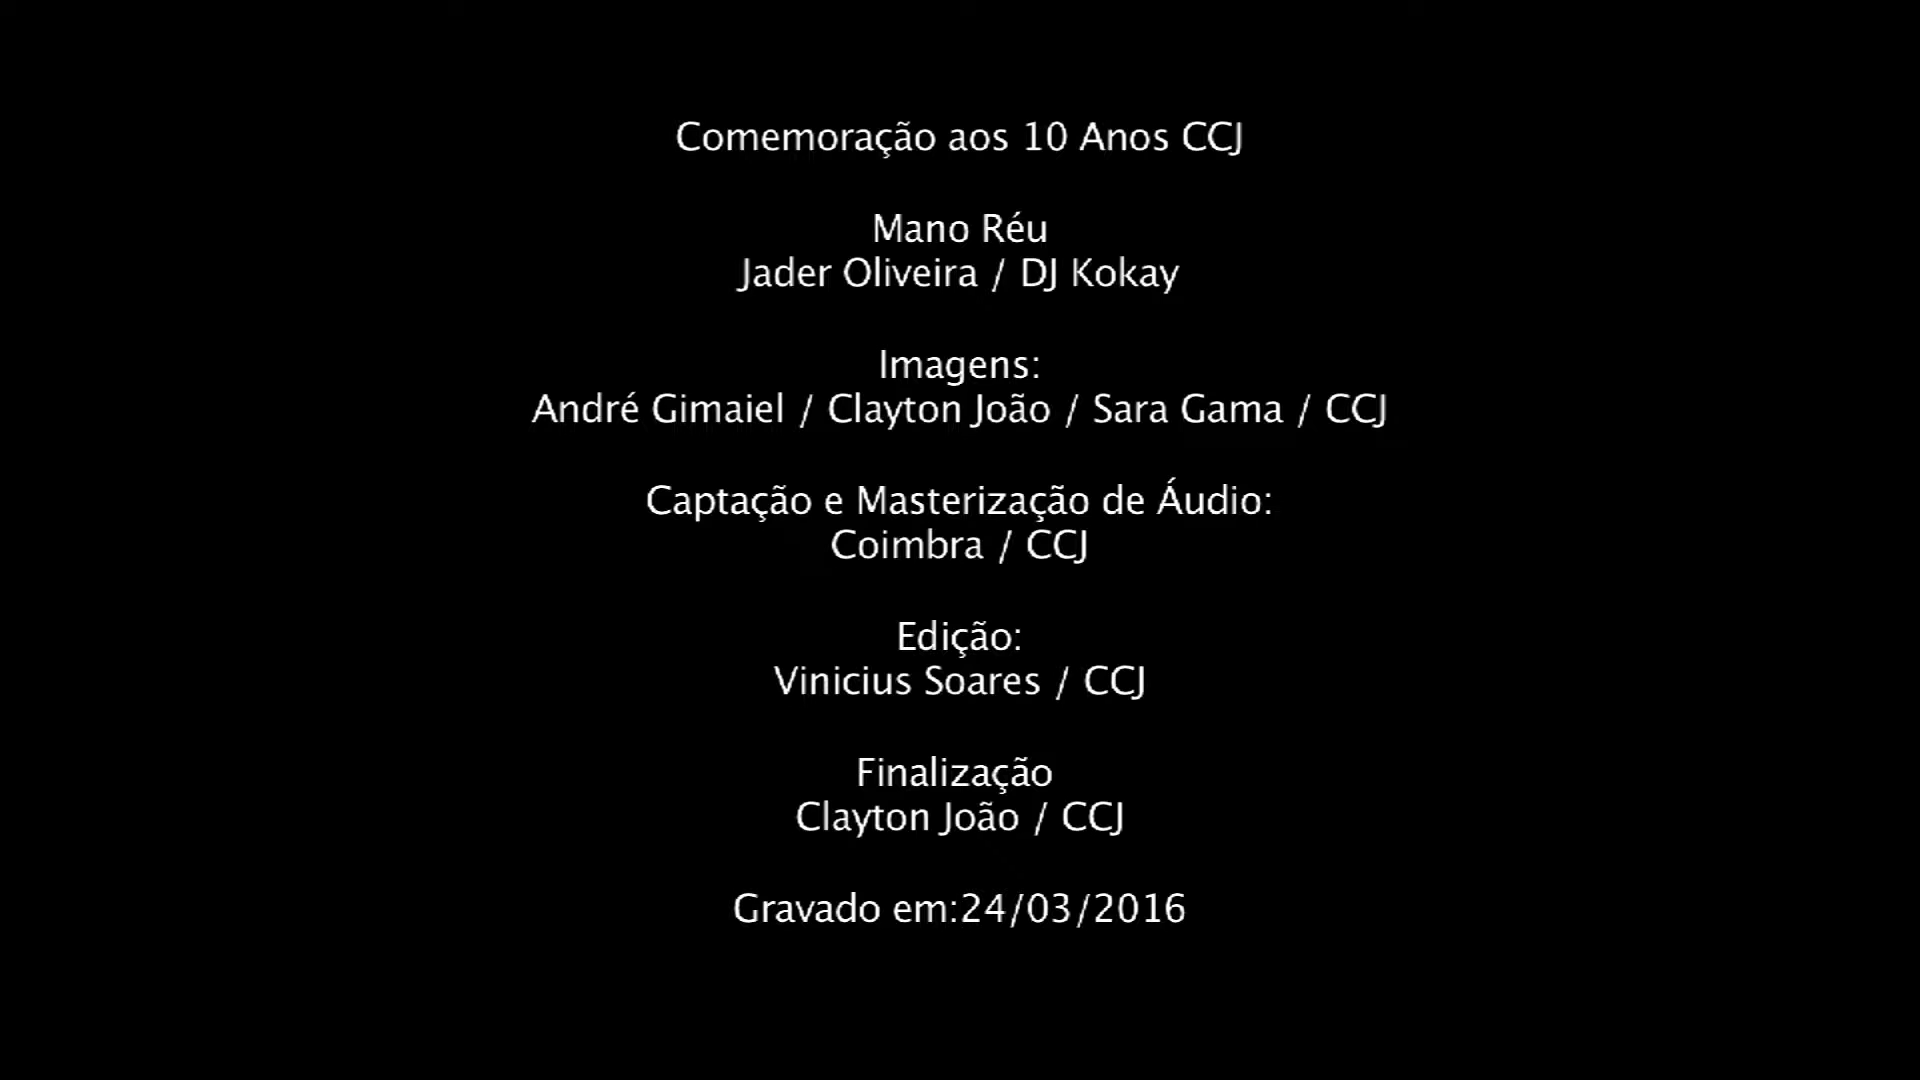 Comemoração aos 10 Anos CCJ
Mano Réu
Jader Oliveira / DJ Kokay
Imagens:
André Gimaiel / Clayton João / Sara Gama / CCJ
Captação e Masterização de Áudio:
Coimbra / CCJ
Edição:
Vinicius Soares / CCJ
Finalização
Clayton João / CCJ
Gravado em:24/03/2016